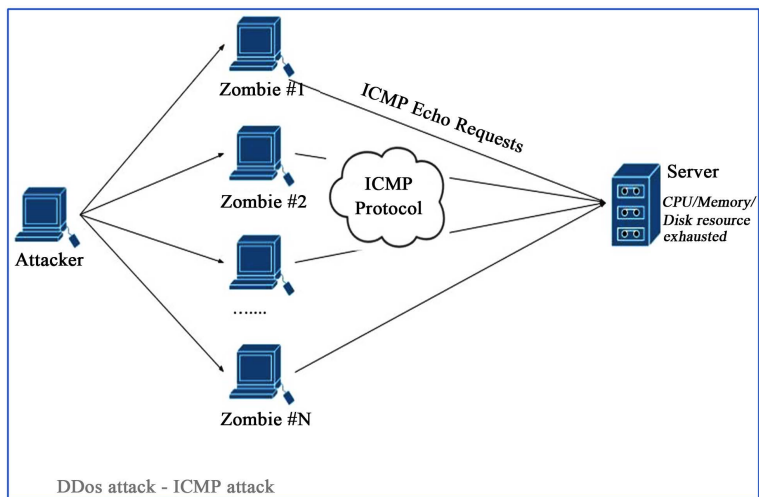 Zombie #1
ICMP Echo Requests
Zombie #2
ICMP
Protocol
Server
CPU/Memory/
Disk resource
exhausted
Attacker
.......
Zombie #N
DDos attack - ICMP attack